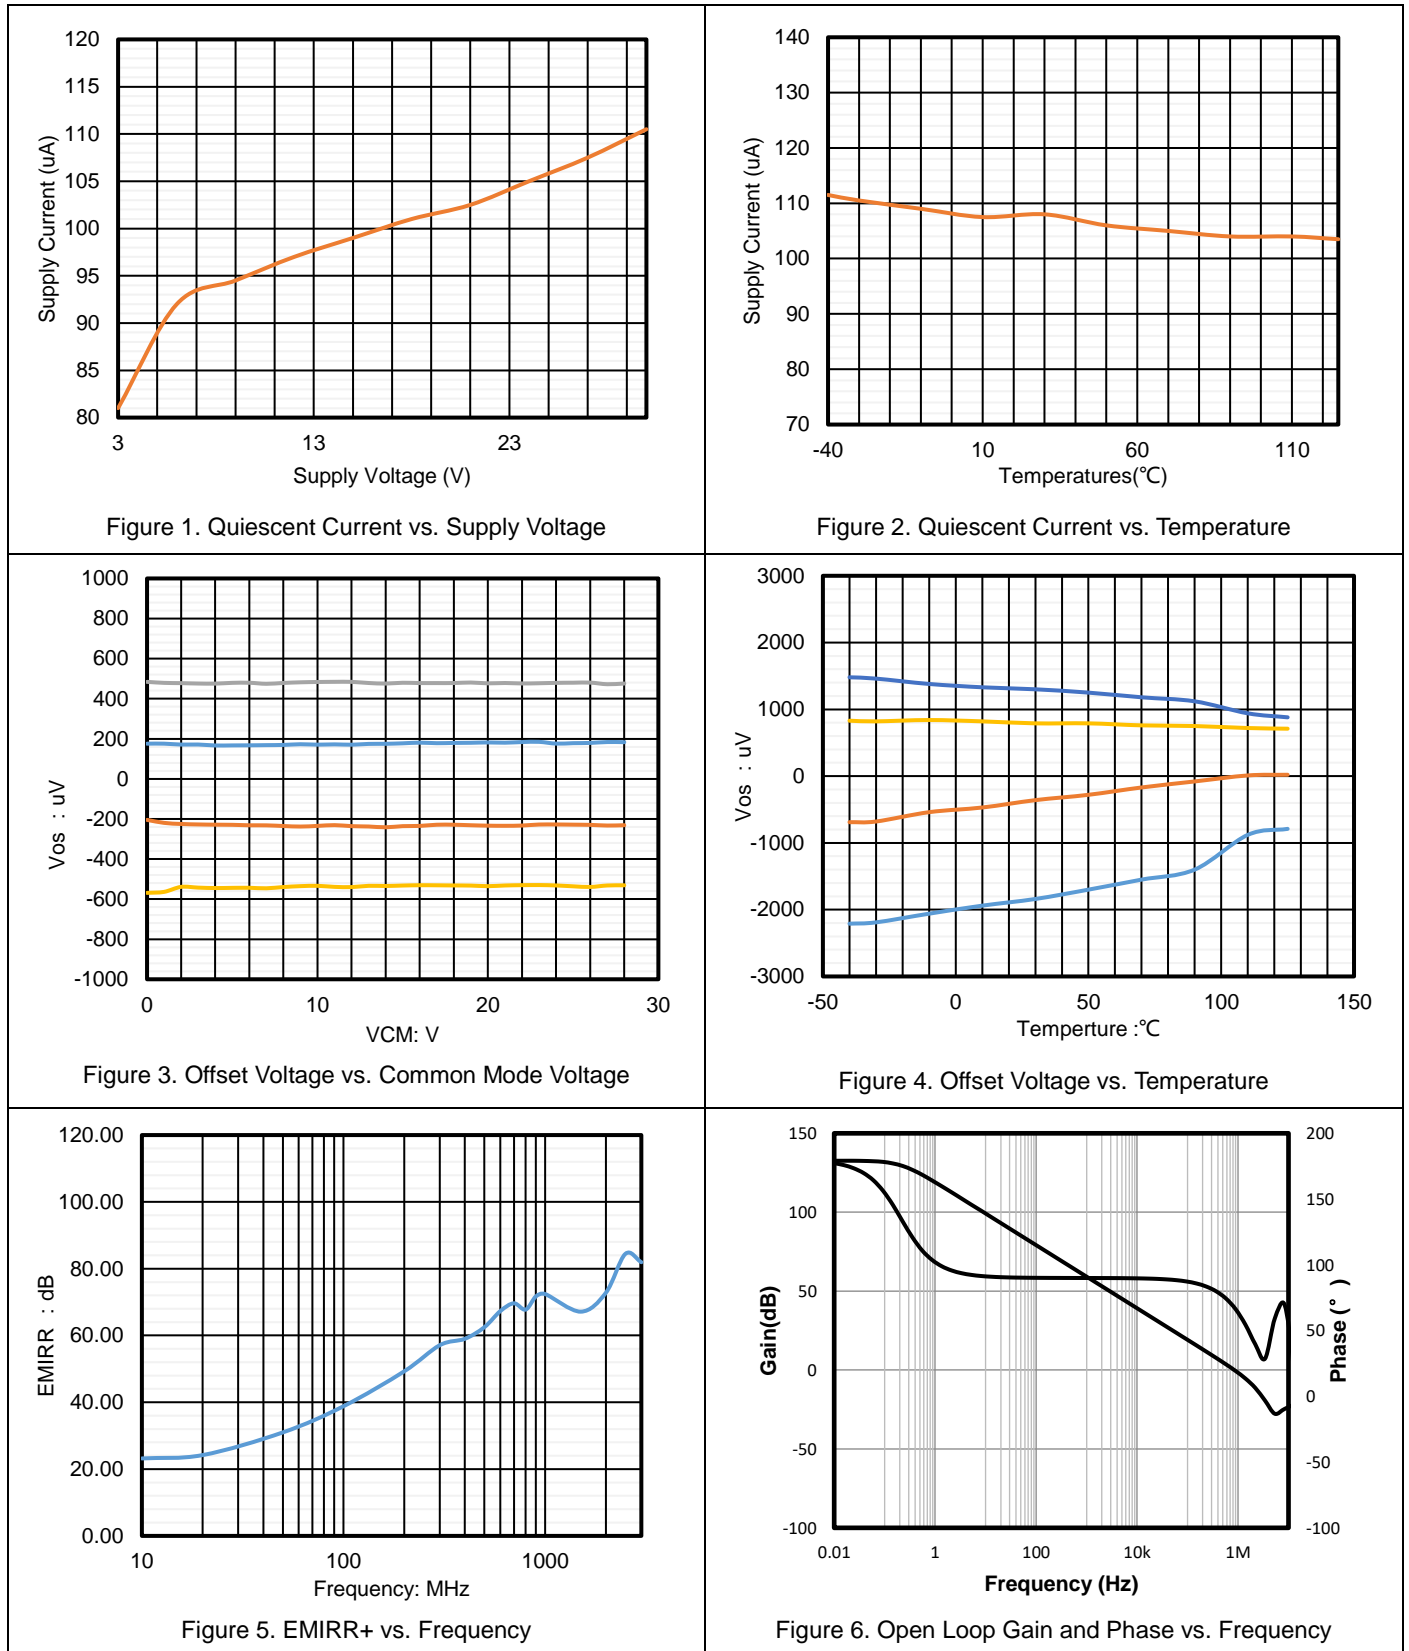 120
115
110
105
100
95
90
85
80
Supply Current (uA)
3 13 23
Supply Voltage (V)
Figure 1. Quiescent Current vs. Supply Voltage
140
130
120
110
100
90
80
70
Supply Current (uA)
-40 10 60 110
Temperatures(℃)
Figure 2. Quiescent Current vs. Temperature
1000
800
600
400
200
0
-200
-400
-600
-800
-1000
Vos : uV
0 10 20 30
VCM: V
Figure 3. Offset Voltage vs. Common Mode Voltage
3000
2000
1000
0
-1000
-2000
-3000
Vos : uV
-50 0 50 100 150
Temperture :℃
Figure 4. Offset Voltage vs. Temperature
120.00
100.00
80.00
60.00
40.00
20.00
0.00
EMIRR : dB
10 100 1000
Frequency: MHz
Figure 5. EMIRR+ vs. Frequency
150
100
50
0
-50
-100
Gain(dB)
200
150
100
50
0
-50
-100
Phase (° )
0.01 1 100 10k 1M
Frequency (Hz)
Figure 6. Open Loop Gain and Phase vs. Frequency